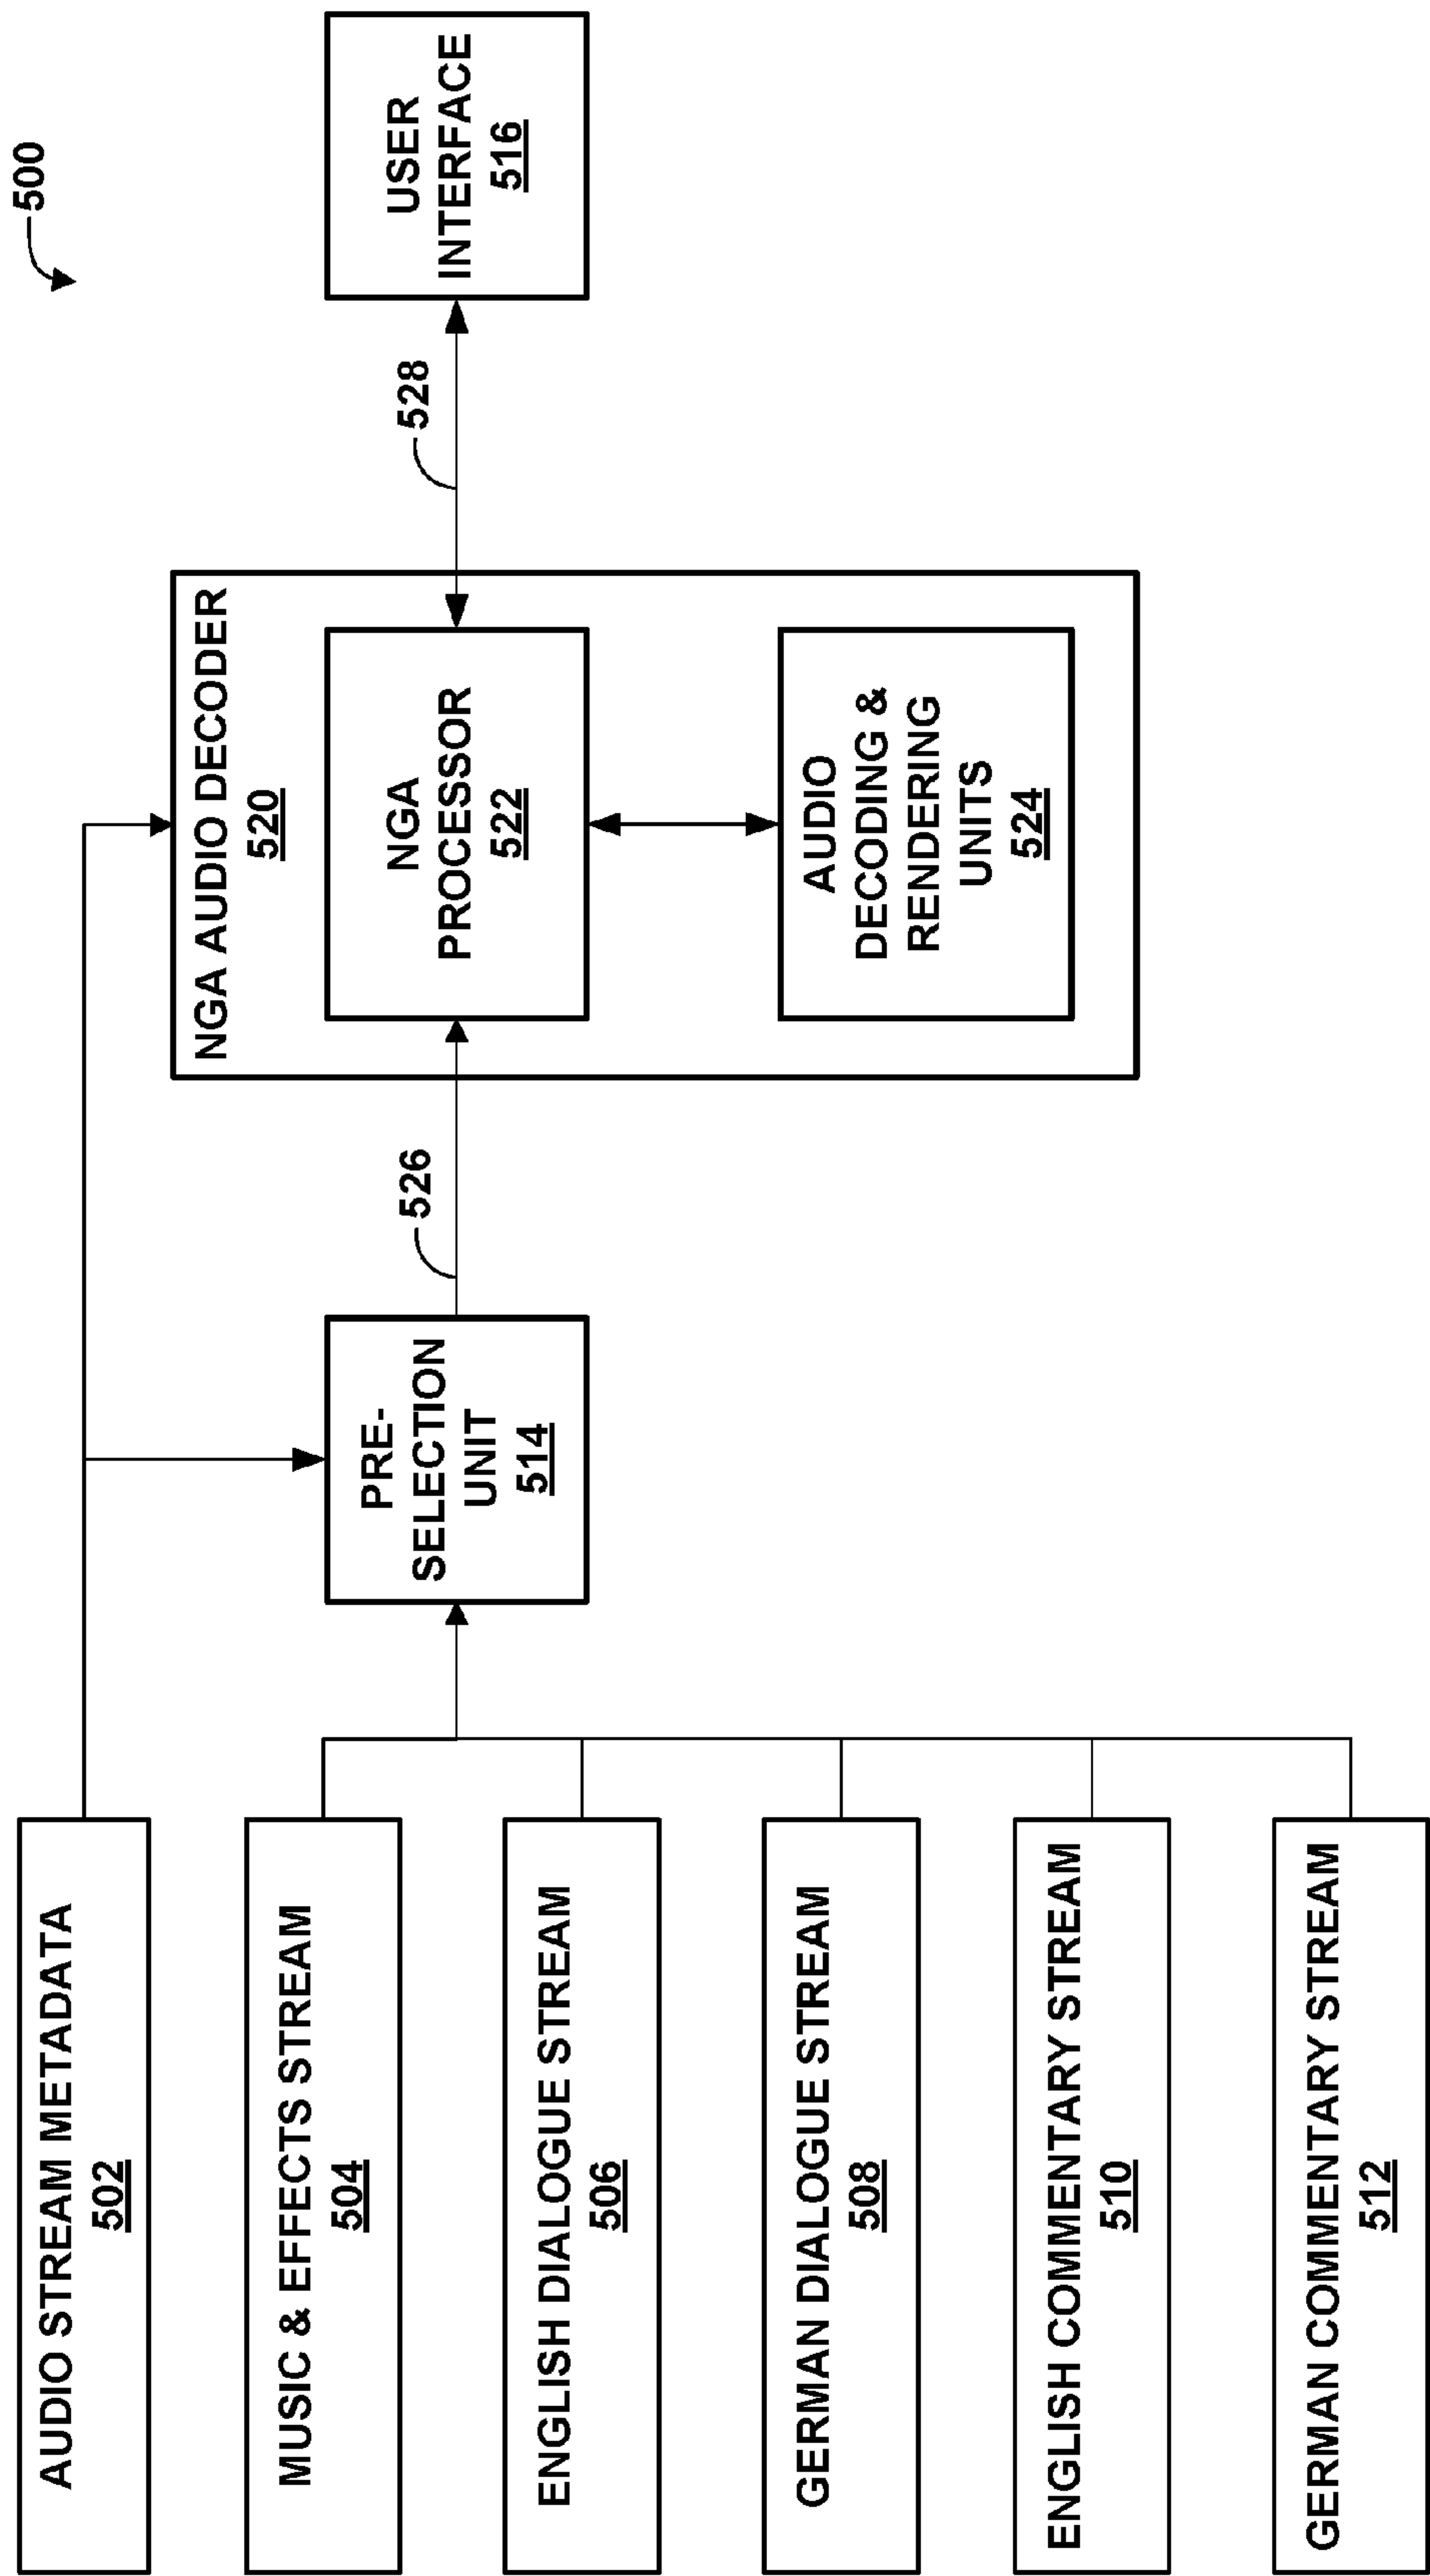 500
AUDIO STREAM METADATA
502
MUSIC & EFFECTS STREAM
504
ENGLISH DIALOGUE STREAM
506
GERMAN DIALOGUE STREAM
508
ENGLISH COMMENTARY STREAM
510
GERMAN COMMENTARY STREAM
512
PRE-
SELECTION
UNIT
514
526
NGA AUDIO DECODER
520
NGA
PROCESSOR
522
AUDIO
DECODING &
RENDERING
UNITS
524
528
USER
INTERFACE
516